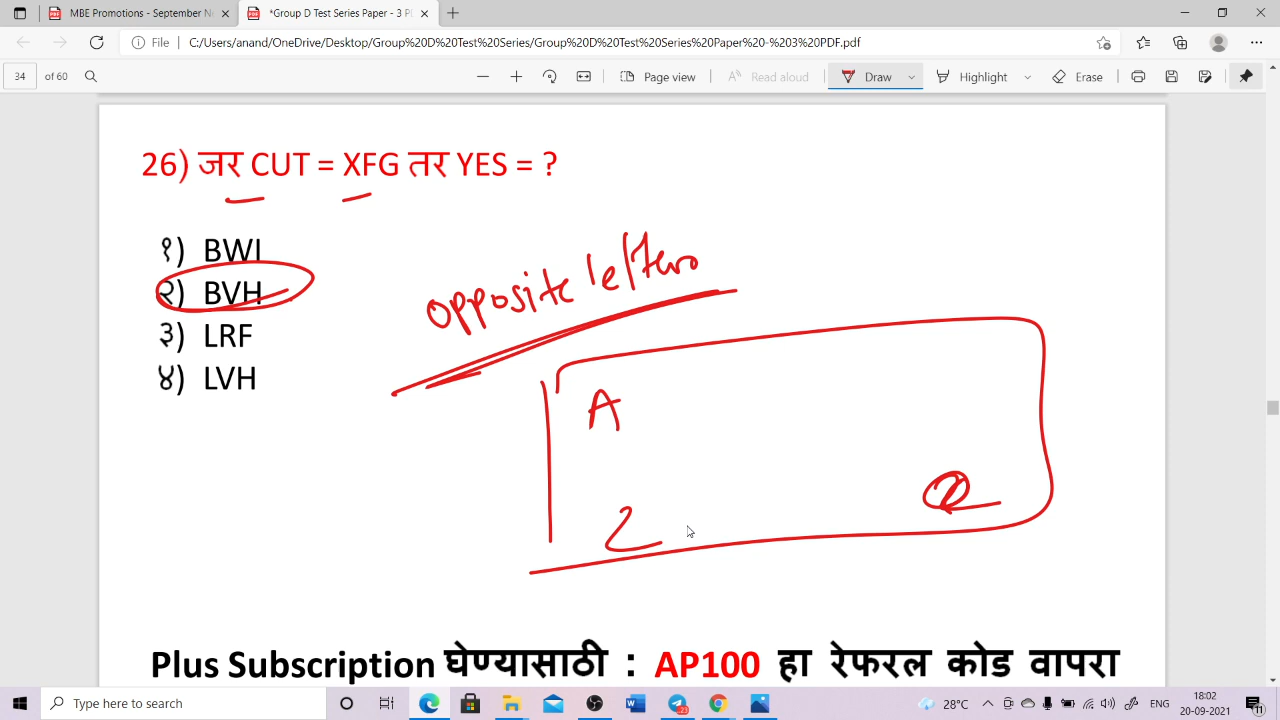 MBE Promotions - September N
*Group D Test Series Paper - 3 P
File C:/Users/anand/OneDrive/Desktop/Group%20D%20Test%20Series/Group%20D%20Test%20Series%20Paper%20-%203%20PDF.pdf
34 of 60 Page view Read aloud Draw Highlight Erase
26) जर CUT = XFG तर YES = ?
१) BWI
२) BVH
३) LRF
४) LVH
opposite letters
A
Z
Plus Subscription घेण्यासाठी : AP100 हा रेफरल कोड वापरा
Type here to search
23
28°C ENG
18:02
20-09-2021
11